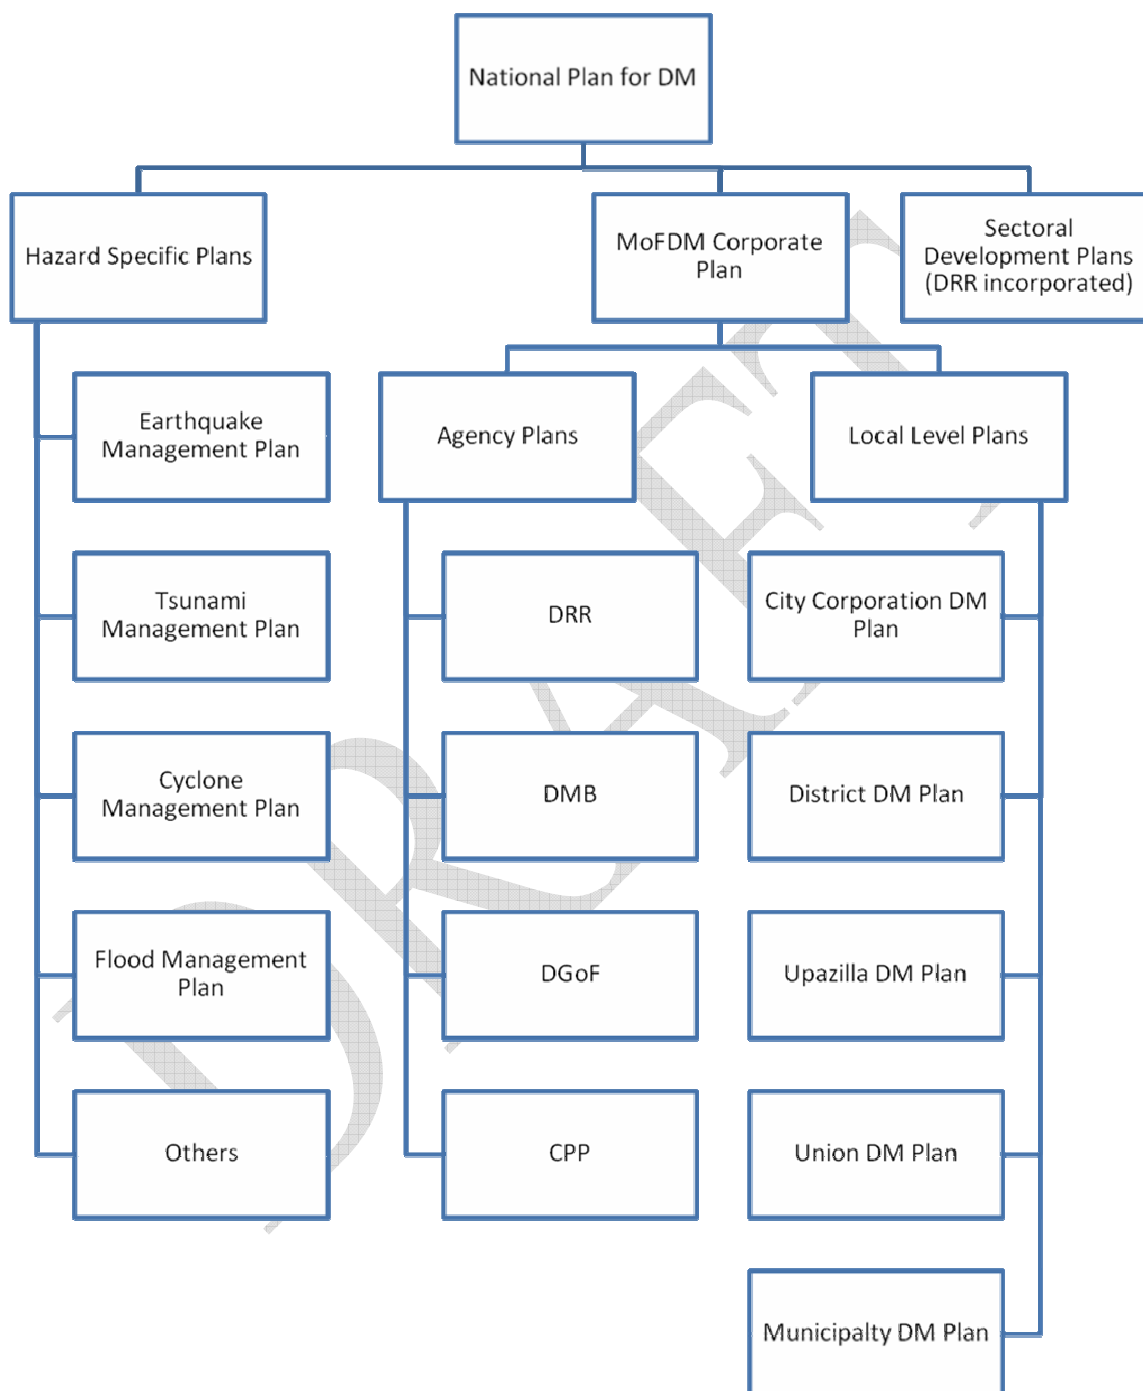 National Plan for DM
Hazard Specific Plans
MoFDM Corporate
Plan
Sectoral
Development Plans
(DRR incorporated)
Earthquake
Management Plan
Agency Plans
Local Level Plans
Tsunami
Management Plan
DRR
City Corporation DM
Plan
Cyclone
Management Plan
DMB
District DM Plan
Flood Management
Plan
DGoF
Upazilla DM Plan
Others
CPP
Union DM Plan
Municipalty DM Plan
DRAFT